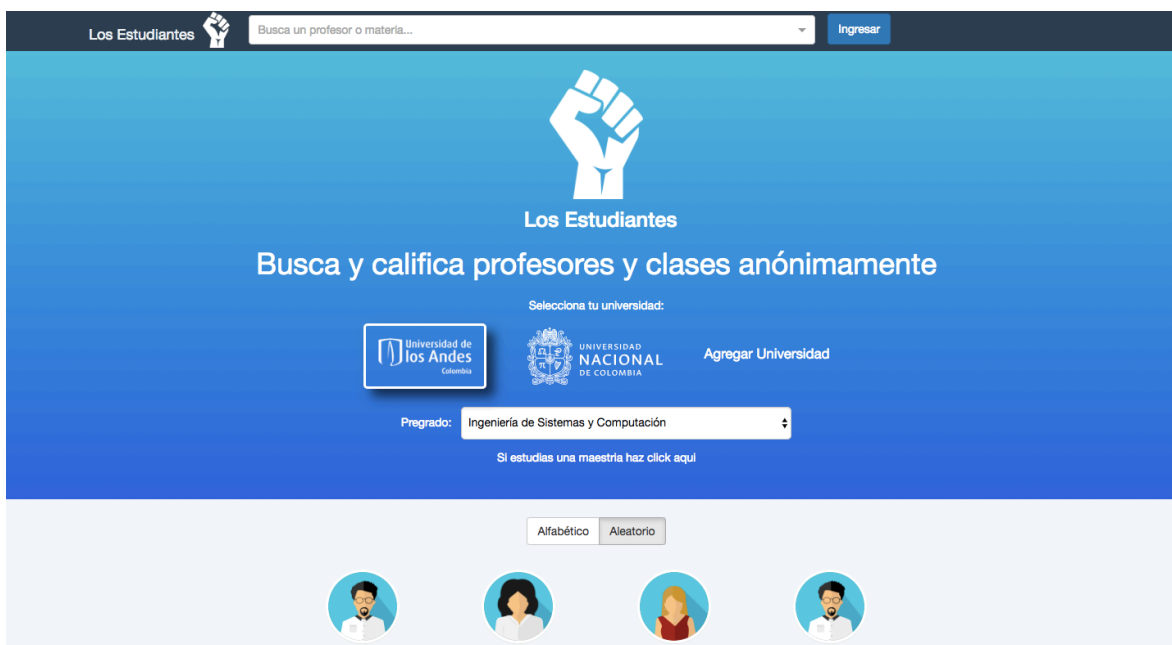 Los Estudiantes
Busca un profesor o materia...
Ingresar
Los Estudiantes
Busca y califica profesores y clases anónimamente
Selecciona tu universidad:
Universidad de
los Andes
Colombia
UNIVERSIDAD
NACIONAL
DE COLOMBIA
Agregar Universidad
Pregrado:
Ingeniería de Sistemas y Computación
Si estudias una maestria haz click aqui
Alfabético
Aleatorio